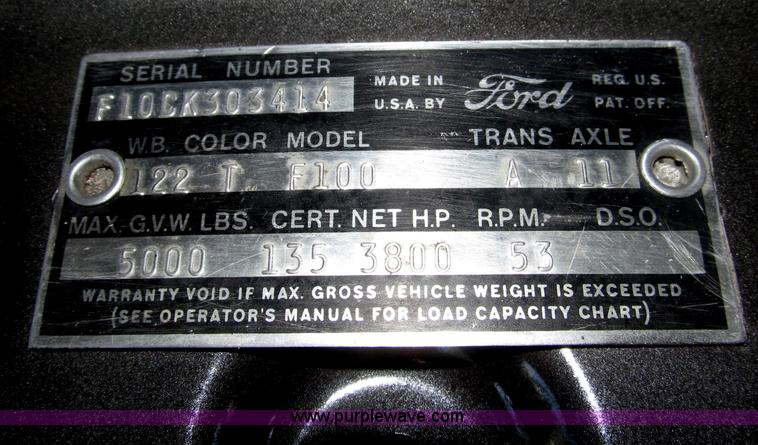 SERIAL NUMBER
F10CK303414
MADE IN
U.S.A. BY
Ford
REG. U.S.
PAT. OFF.
W.B. COLOR MODEL TRANS AXLE
122 T F100 A 11
MAX. G.V.W. LBS. CERT. NET H.P. R.P.M. D.S.O.
5000 135 3800 53
WARRANTY VOID IF MAX. GROSS VEHICLE WEIGHT IS EXCEEDED
(SEE OPERATOR'S MANUAL FOR LOAD CAPACITY CHART)
www.purplewave.com